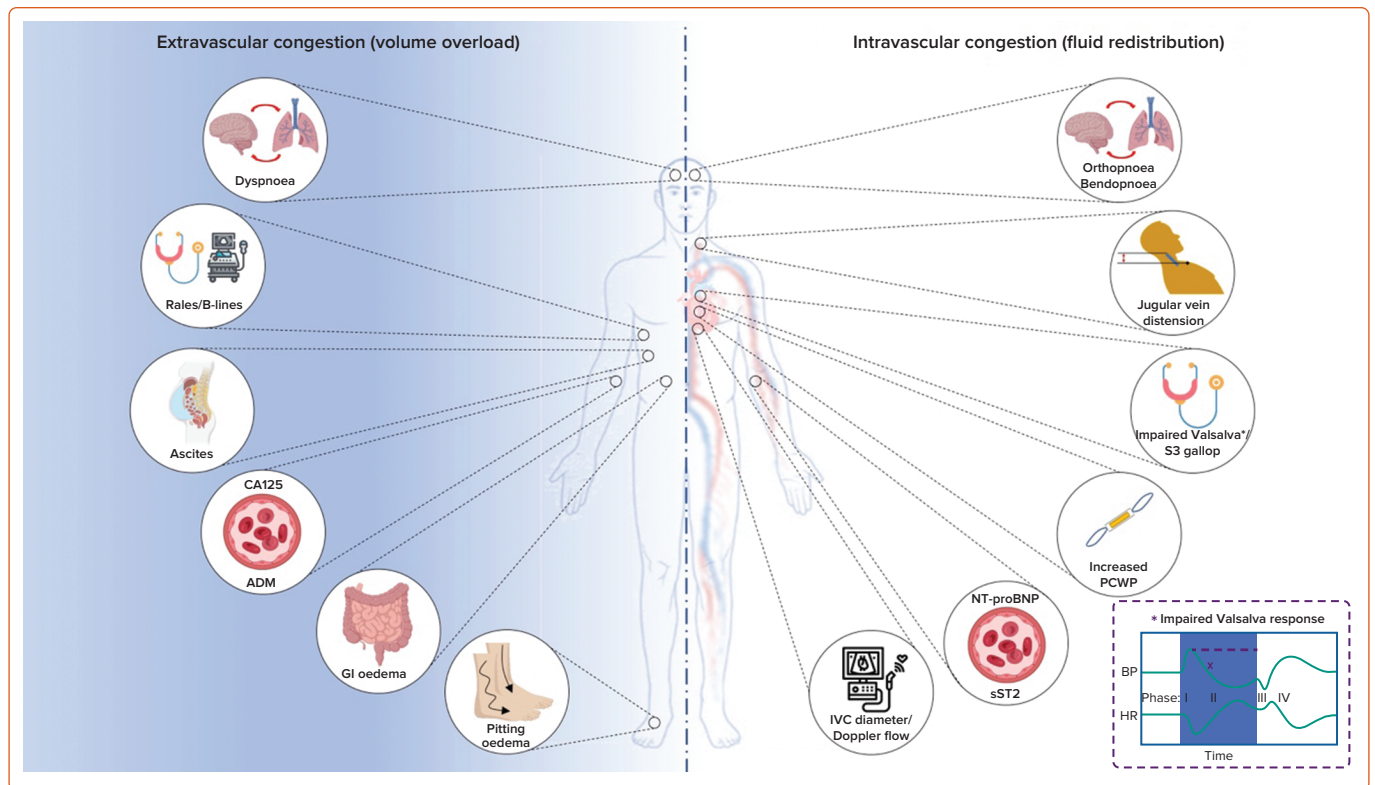 Extravascular congestion (volume overload)
Intravascular congestion (fluid redistribution)
Dyspnoea
Rales/B-lines
Ascites
CA125
ADM
GI oedema
Pitting
oedema
Orthopnoea
Bendopnoea
Jugular vein
distension
Impaired Valsalva*/
S3 gallop
Increased
PCWP
NT-proBNP
sST2
IVC diameter/
Doppler flow
* Impaired Valsalva response
BP
x
Phase: I II III IV
HR
Time